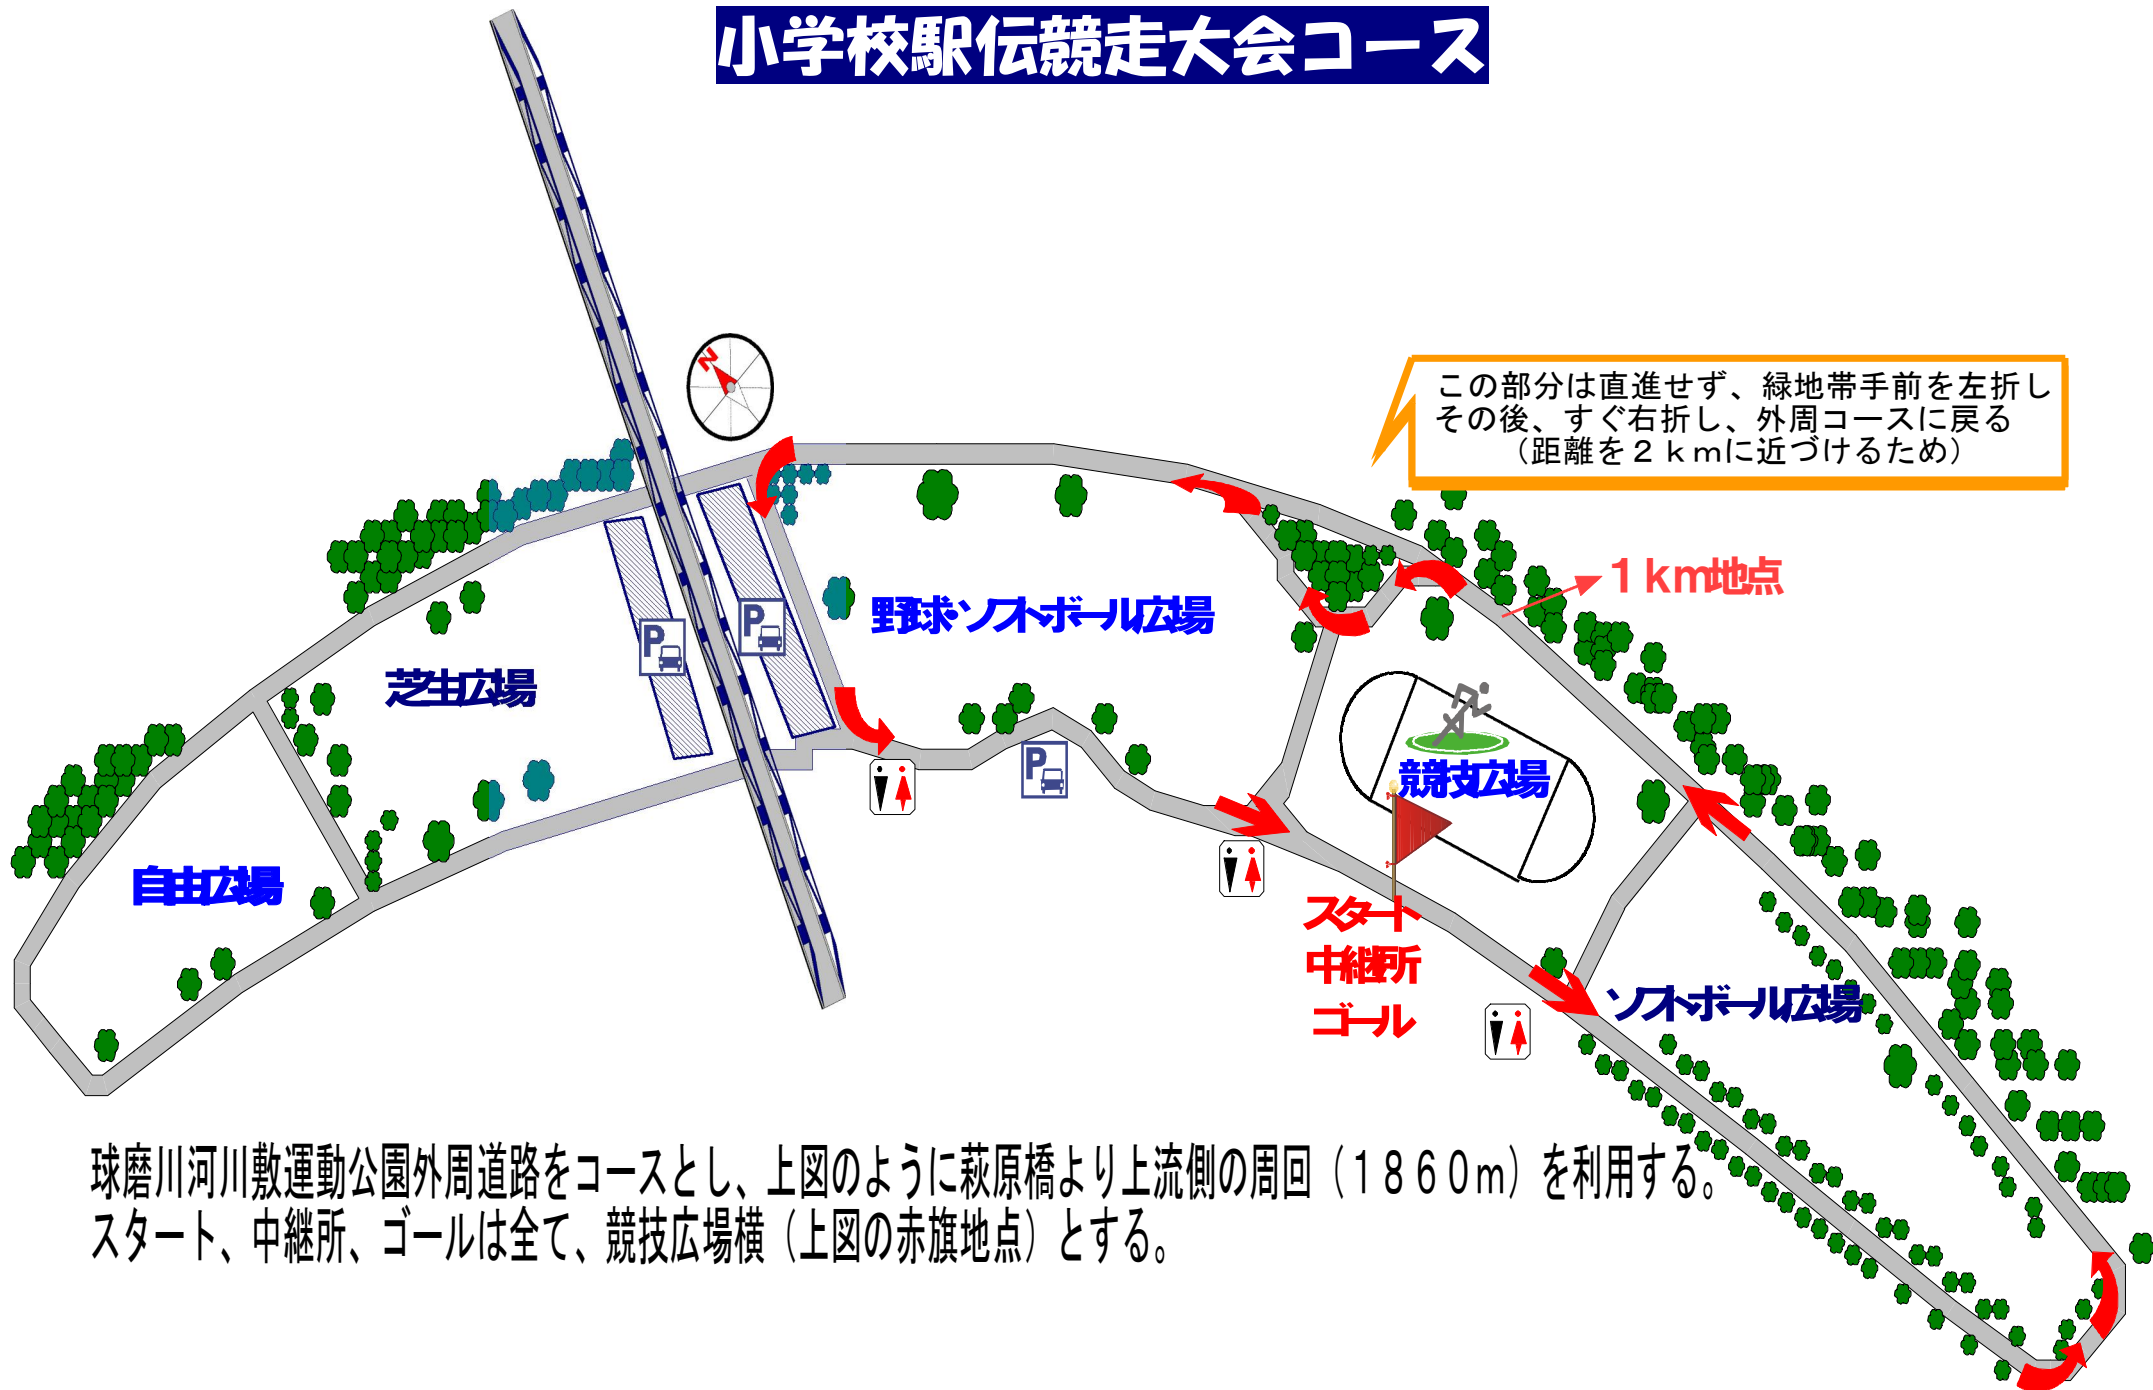 小学校駅伝競走大会コース
N
この部分は直進せず、緑地帯手前を左折し
その後、すぐ右折し、外周コースに戻る
（距離を２ｋｍに近づけるため）
１km地点
野球・ソフトボール広場
P
P
芝生広場
P
競技広場
自由広場
スタート
中継所
ゴール
ソフトボール広場
球磨川河川敷運動公園外周道路をコースとし、上図のように萩原橋より上流側の周回（１８６０ｍ）を利用する。
スタート、中継所、ゴールは全て、競技広場横（上図の赤旗地点）とする。